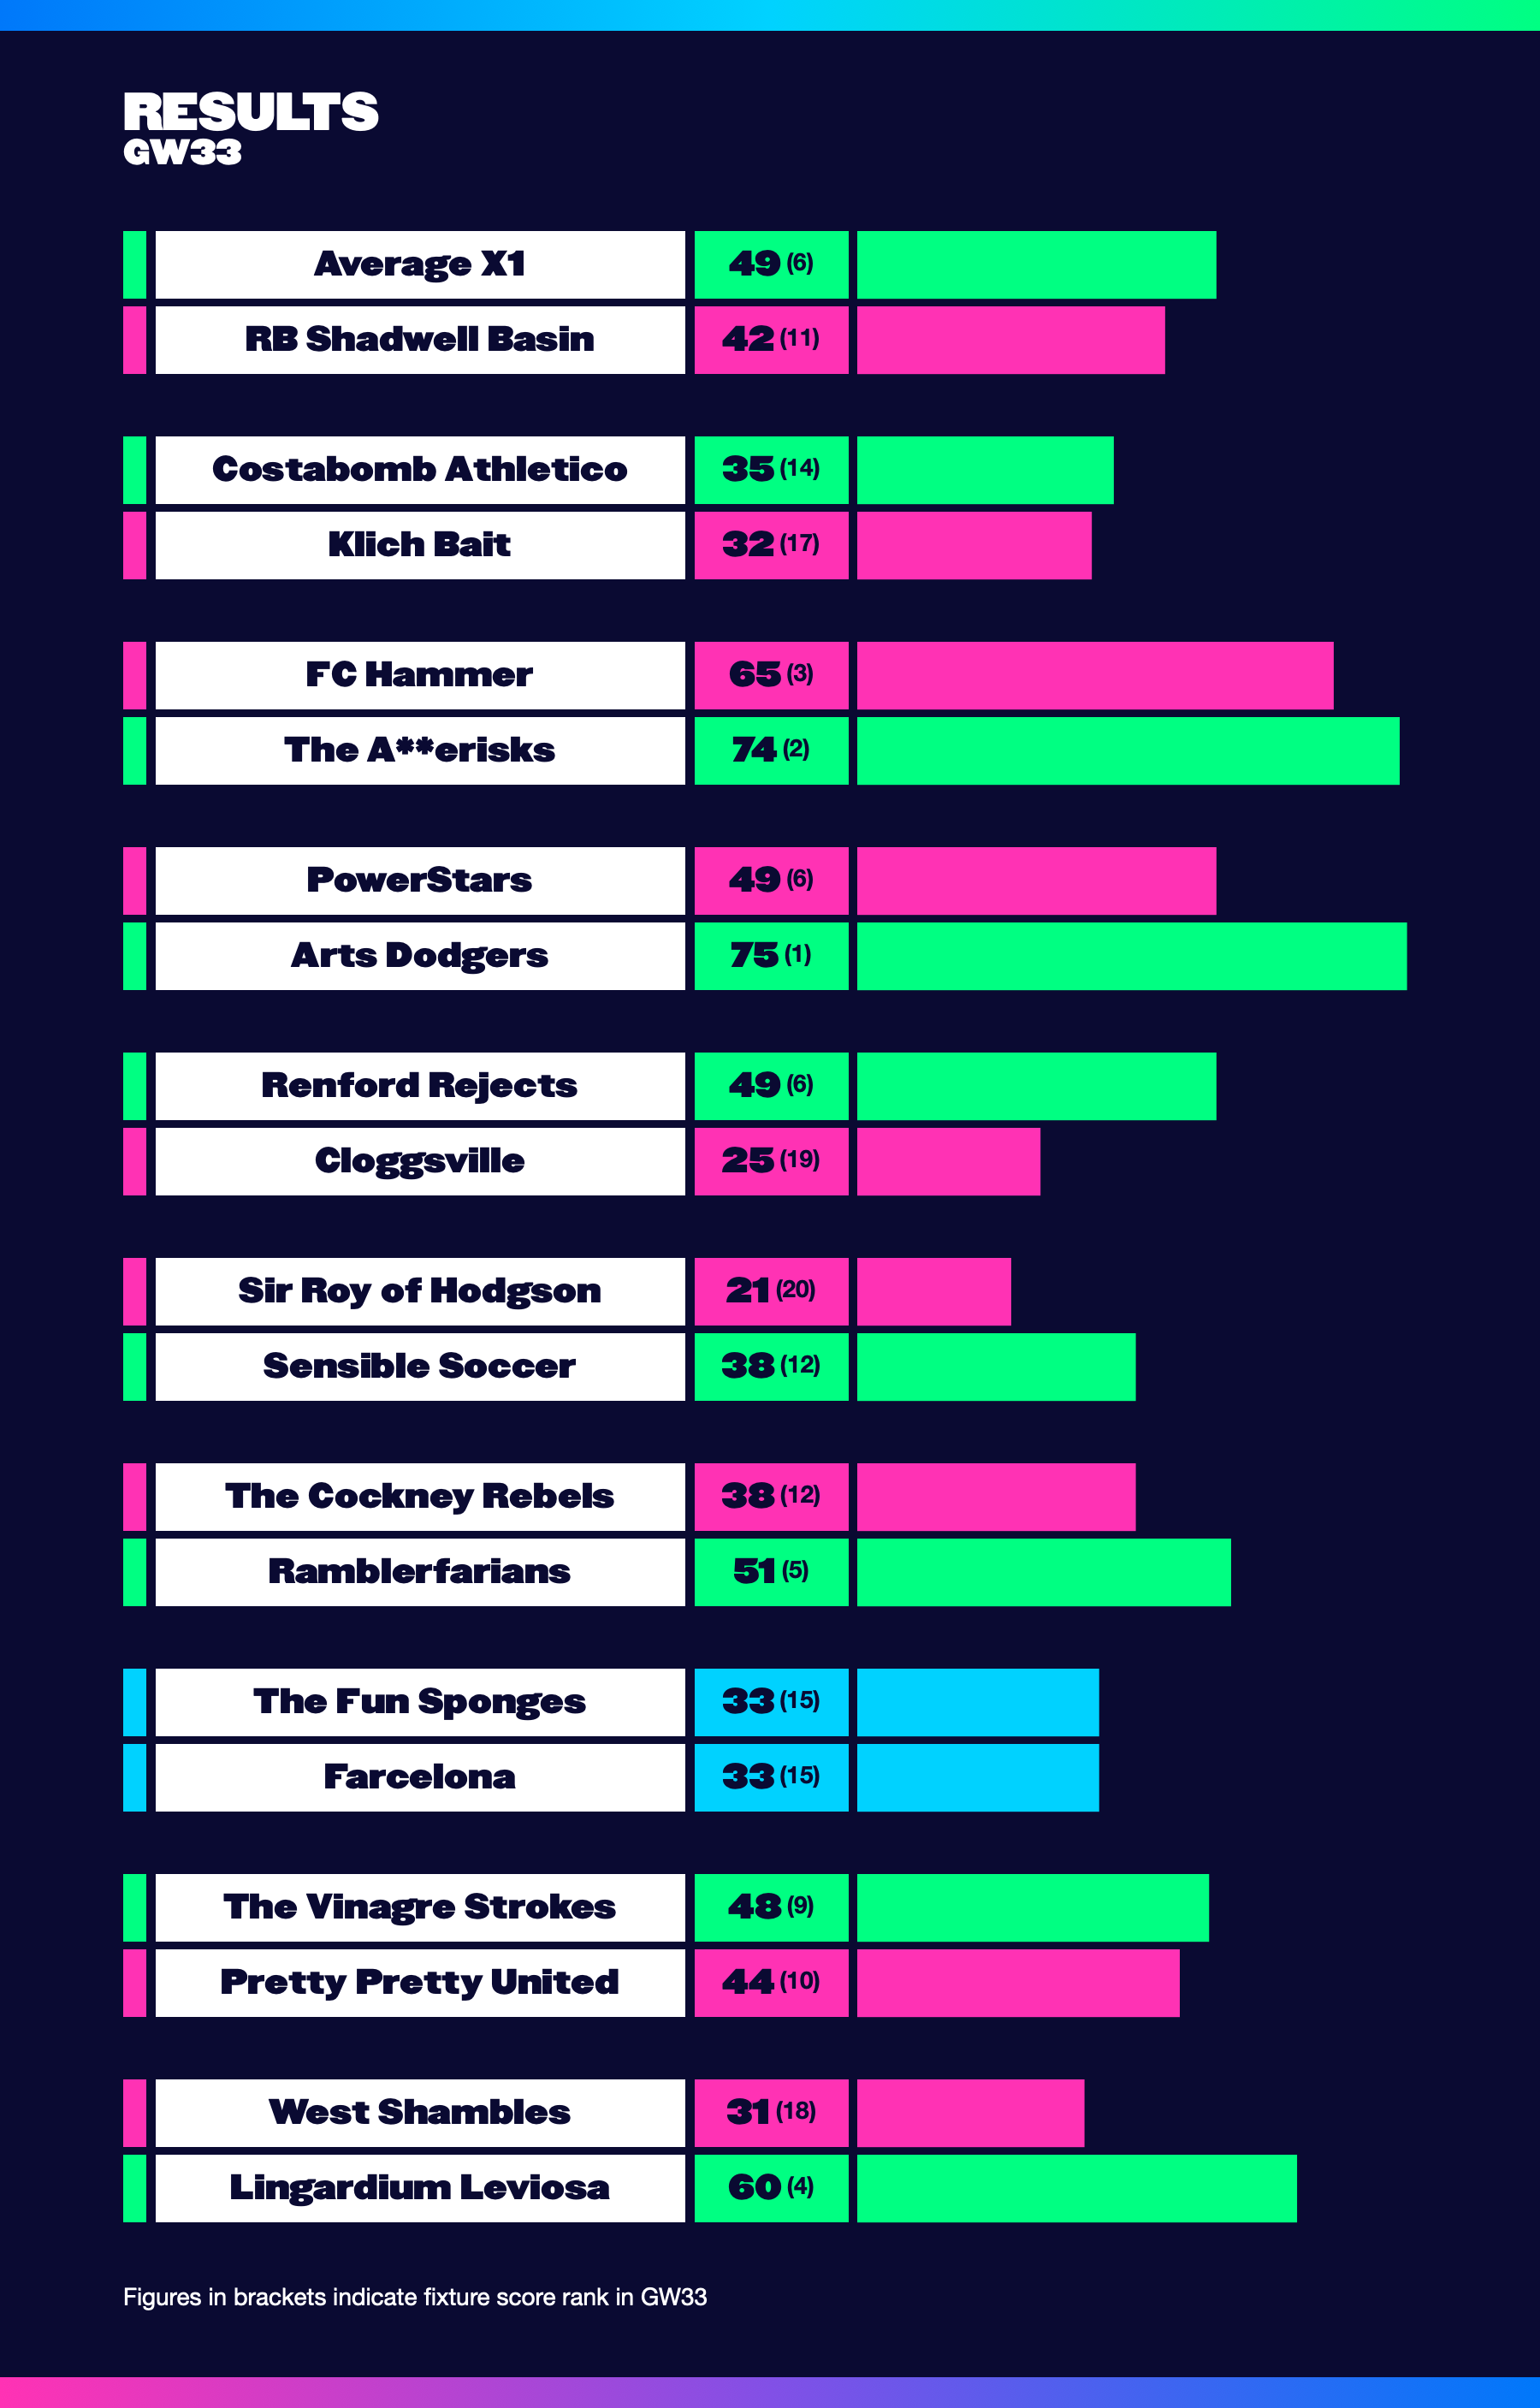 RESULTS
GW33
Average X1 49 (6)
RB Shadwell Basin 42 (11)
Costabomb Athletico 35 (14)
Klich Bait 32 (17)
FC Hammer 65 (3)
The A**erisks 74 (2)
PowerStars 49 (6)
Arts Dodgers 75 (1)
Renford Rejects 49 (6)
Cloggsville 25 (19)
Sir Roy of Hodgson 21 (20)
Sensible Soccer 38 (12)
The Cockney Rebels 38 (12)
Ramblerfarians 51 (5)
The Fun Sponges 33 (15)
Farcelona 33 (15)
The Vinagre Strokes 48 (9)
Pretty Pretty United 44 (10)
West Shambles 31 (18)
Lingardium Leviosa 60 (4)
Figures in brackets indicate fixture score rank in GW33